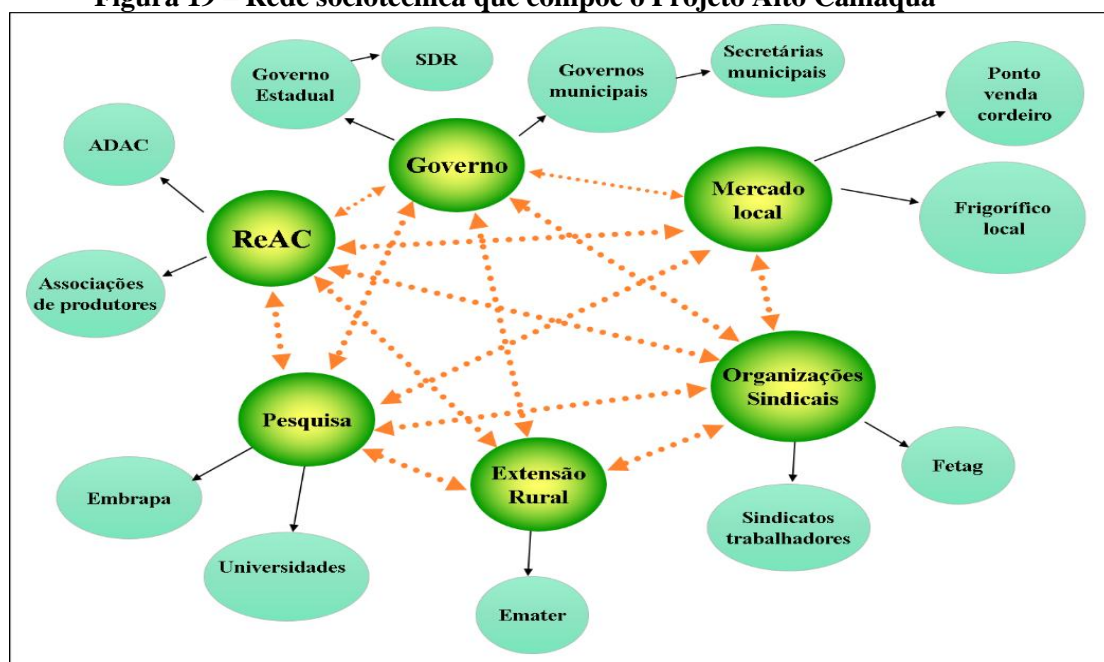 Figura 19 – Rede sociotécnica que compõe o Projeto Alto Camaquã
SDR
Governo
Estadual
Governos
municipais
Secretárias
municipais
Ponto
venda
cordeiro
ADAC
Governo
Mercado
local
Frigorífico
local
ReAC
Associações
de produtores
Organizações
Sindicais
Pesquisa
Extensão
Rural
Fetag
Embrapa
Sindicatos
trabalhadores
Universidades
Emater